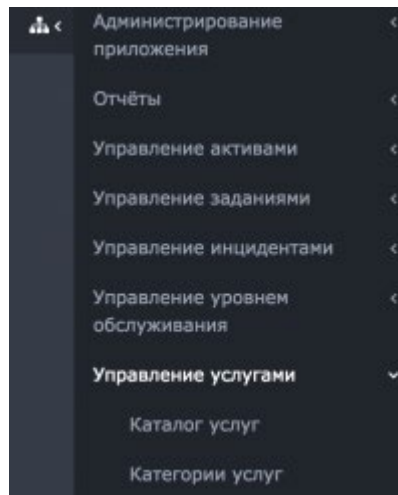 Администрирование
приложения
Отчёты
Управление активами
Управление заданиями
Управление инцидентами
Управление уровнем
обслуживания
Управление услугами
Каталог услуг
Категории услуг